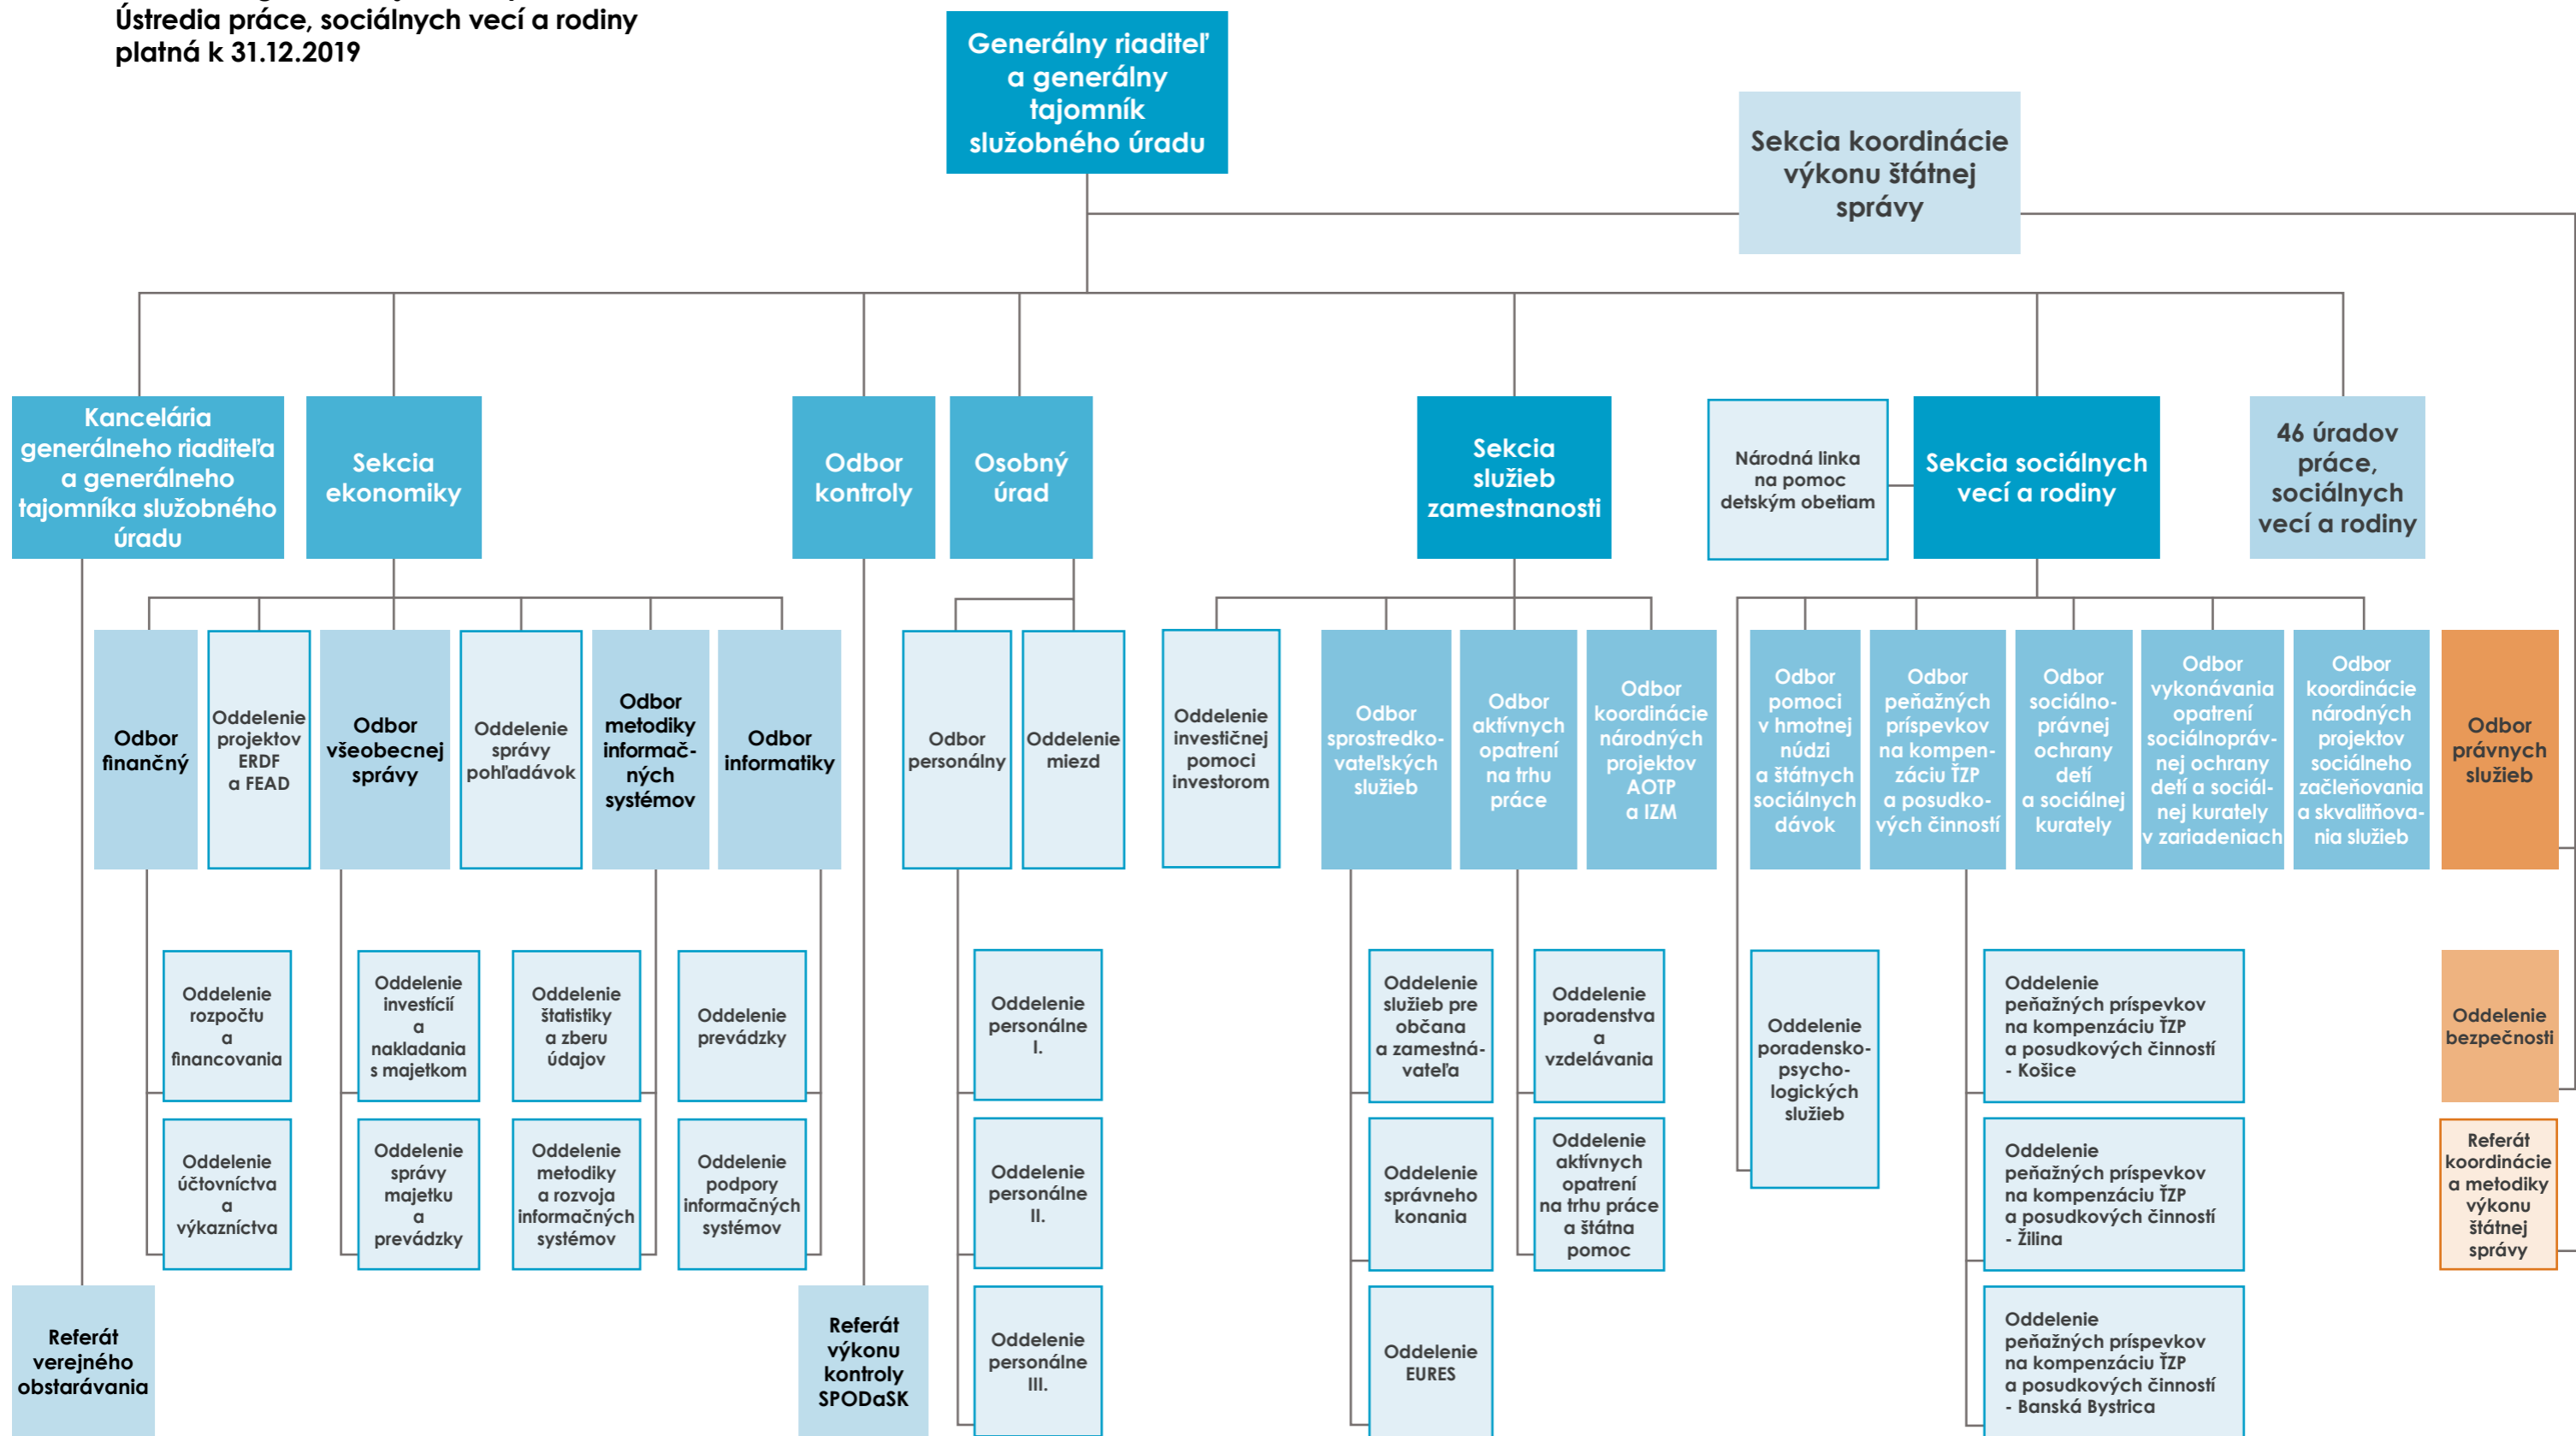 Ústredia práce, sociálnych vecí a rodiny
platná k 31.12.2019
Generálny riaditeľ
a generálny
tajomník
služobného úradu
Sekcia koordinácie
výkonu štátnej
správy
Kancelária
generálneho riaditeľa
a generálneho
tajomníka služobného
úradu
Sekcia
ekonomiky
Odbor
kontroly
Osobný
úrad
Sekcia
služieb
zamestnanosti
Národná linka
na pomoc
detským obetiam
Sekcia sociálnych
vecí a rodiny
46 úradov
práce,
sociálnych
vecí a rodiny
Odbor
finančný
Oddelenie
projektov
ERDF
a FEAD
Odbor
všeobecnej
správy
Oddelenie
správy
pohľadávok
Odbor
metodiky
informač-
ných
systémov
Odbor
informatiky
Odbor
personálny
Oddelenie
miezd
Oddelenie
investičnej
pomoci
investorom
Odbor
sprostredko-
vateľských
služieb
Odbor
aktívnych
opatrení
na trhu
práce
Odbor
koordinácie
národných
projektov
AOTP
a IZM
Odbor
pomoci
v hmotnej
núdzi
a štátnych
sociálnych
dávok
Odbor
peňažných
príspevkov
na kompen-
záciu ŤZP
a posudko-
vých činností
Odbor
sociálno-
právnej
ochrany
detí
a sociálnej
kurately
Odbor
vykonávania
opatrení
sociálnopráv-
nej ochrany
detí a sociál-
nej kurately
v zariadeniach
Odbor
koordinácie
národných
projektov
sociálneho
začleňovania
a skvalitňova-
nia služieb
Odbor
právnych
služieb
Oddelenie
rozpočtu
a
financovania
Oddelenie
investícií
a
nakladania
s majetkom
Oddelenie
štatistiky
a zberu
údajov
Oddelenie
prevádzky
Oddelenie
personálne
I.
Oddelenie
služieb pre
občana
a zamestná-
vateľa
Oddelenie
poradenstva
a
vzdelávania
Oddelenie
poradensko-
psycho-
logických
služieb
Oddelenie
peňažných príspevkov
na kompenzáciu ŤZP
a posudkových činností
- Košice
Oddelenie
bezpečnosti
Oddelenie
účtovníctva
a
výkazníctva
Oddelenie
správy
majetku
a
prevádzky
Oddelenie
metodiky
a rozvoja
informačných
systémov
Oddelenie
podpory
informačných
systémov
Oddelenie
personálne
II.
Oddelenie
správneho
konania
Oddelenie
aktívnych
opatrení
na trhu práce
a štátna
pomoc
Oddelenie
peňažných príspevkov
na kompenzáciu ŤZP
a posudkových činností
- Žilina
Referát
koordinácie
a metodiky
výkonu
štátnej
správy
Referát
verejného
obstarávania
Referát
výkonu
kontroly
SPODaSK
Oddelenie
personálne
III.
Oddelenie
EURES
Oddelenie
peňažných príspevkov
na kompenzáciu ŤZP
a posudkových činností
- Banská Bystrica